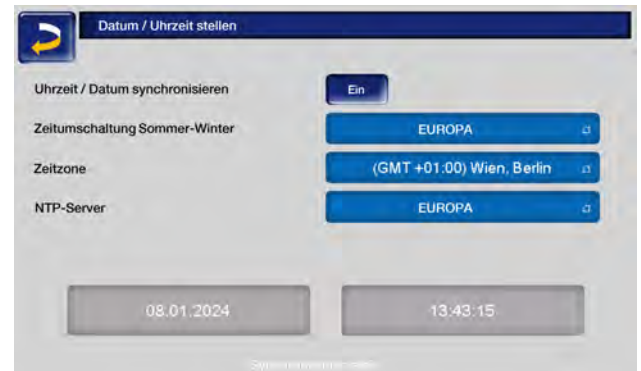 Datum / Uhrzeit stellen
Uhrzeit / Datum synchronisieren Ein
Zeitumschaltung Sommer-Winter EUROPA
Zeitzone (GMT +01:00) Wien, Berlin
NTP-Server EUROPA
08.01.2024 13:43:15